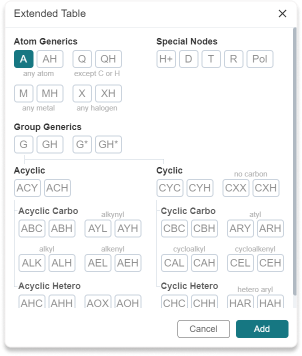 Extended Table ×
Atom Generics Special Nodes
A AH Q QH H+ D T R Pol
any atom except C or H
M MH X XH
any metal any halogen
Group Generics
G GH G* GH*
Acyclic Cyclic no carbon
ACY ACH CYC CYH CXX CXH
Acyclic Carbo alkynyl Cyclic Carbo atyl
ABC ABH AYL AYH CBC CBH ARY ARH
alkyl alkenyl cycloalkyl cycloalkenyl
ALK ALH AEL AEH CAL CAH CEL CEH
Acyclic Hetero Cyclic Hetero hetero aryl
AHC AHH AOX AOH CHC CHH HAR HAH
Cancel Add